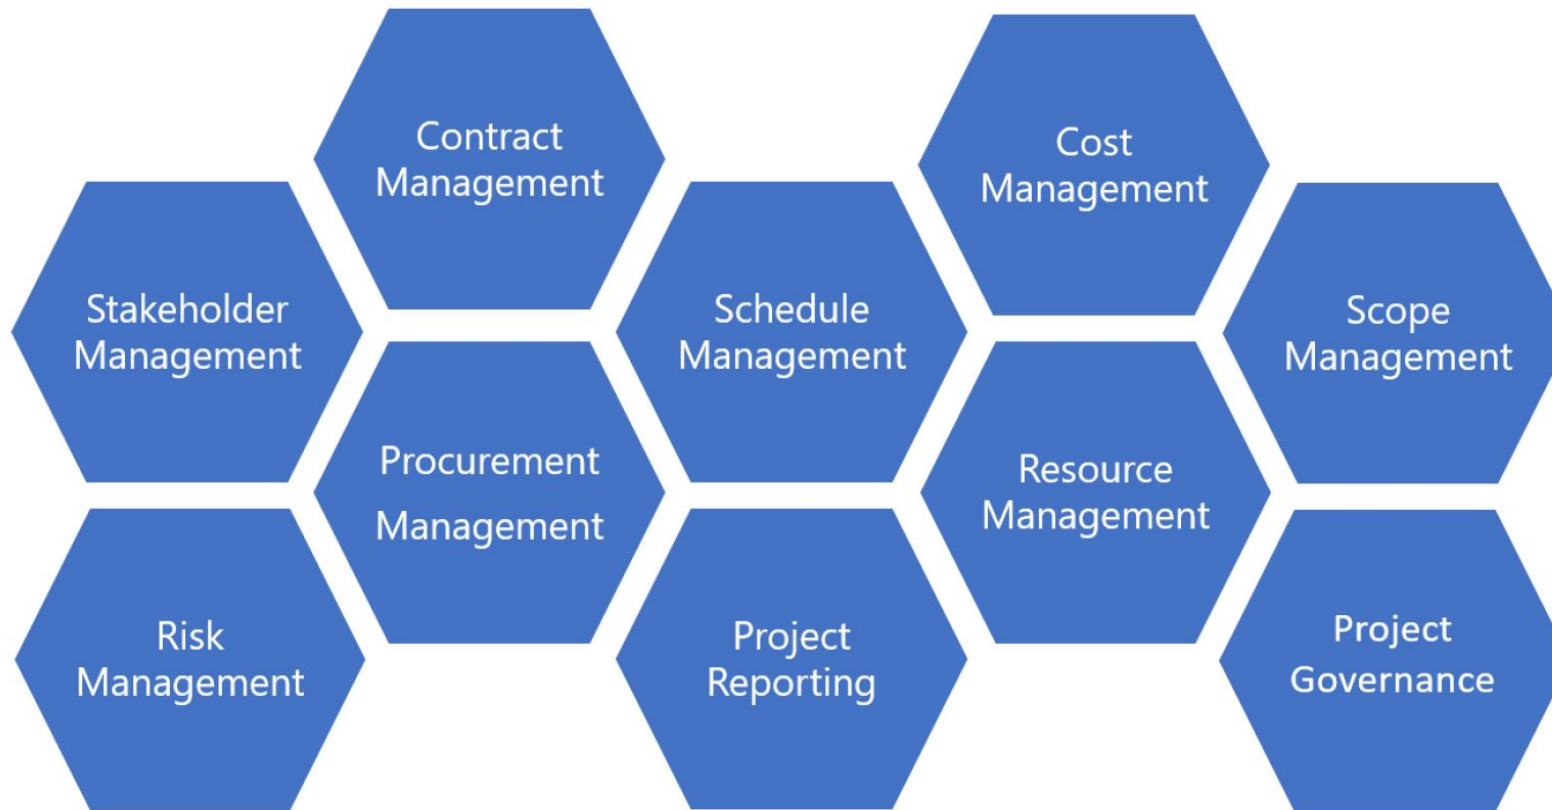 Contract
Management
Cost
Management
Stakeholder
Management
Schedule
Management
Scope
Management
Procurement
Management
Resource
Management
Risk
Management
Project
Reporting
Project
Governance